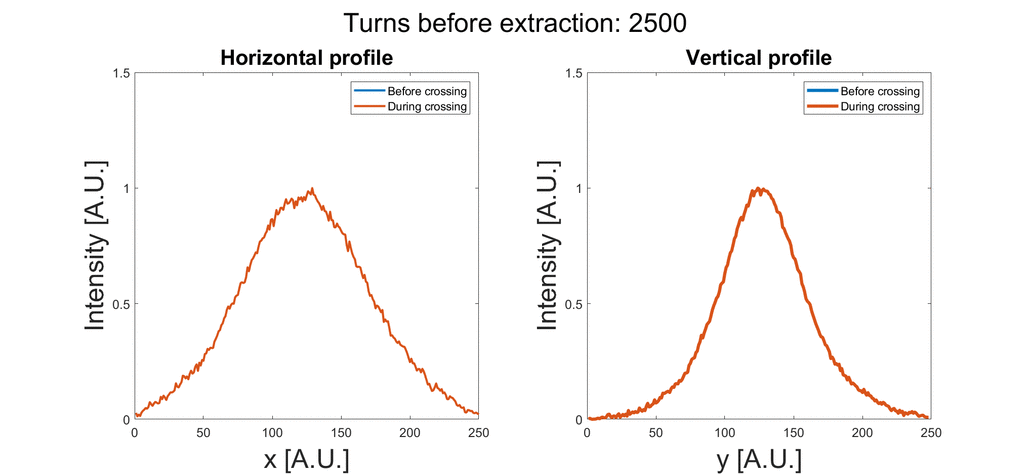 Turns before extraction: 2500
Horizontal profile
Vertical profile
1.5
1
0.5
0
Intensity [A.U.]
Before crossing
During crossing
0 50 100 150 200 250
x [A.U.]
1.5
1
0.5
0
Intensity [A.U.]
Before crossing
During crossing
0 50 100 150 200 250
y [A.U.]